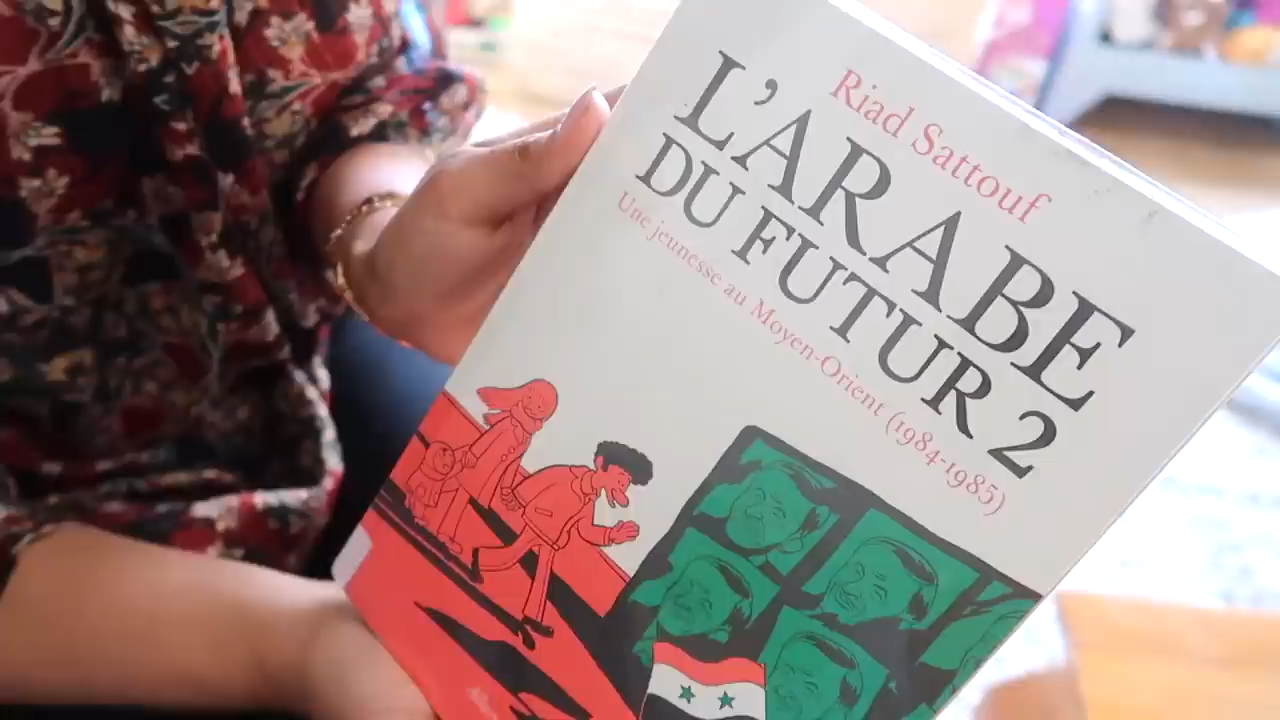 Riad Sattouf
L'ARABE
DU FUTUR 2
Une jeunesse au Moyen-Orient (1984-1985)